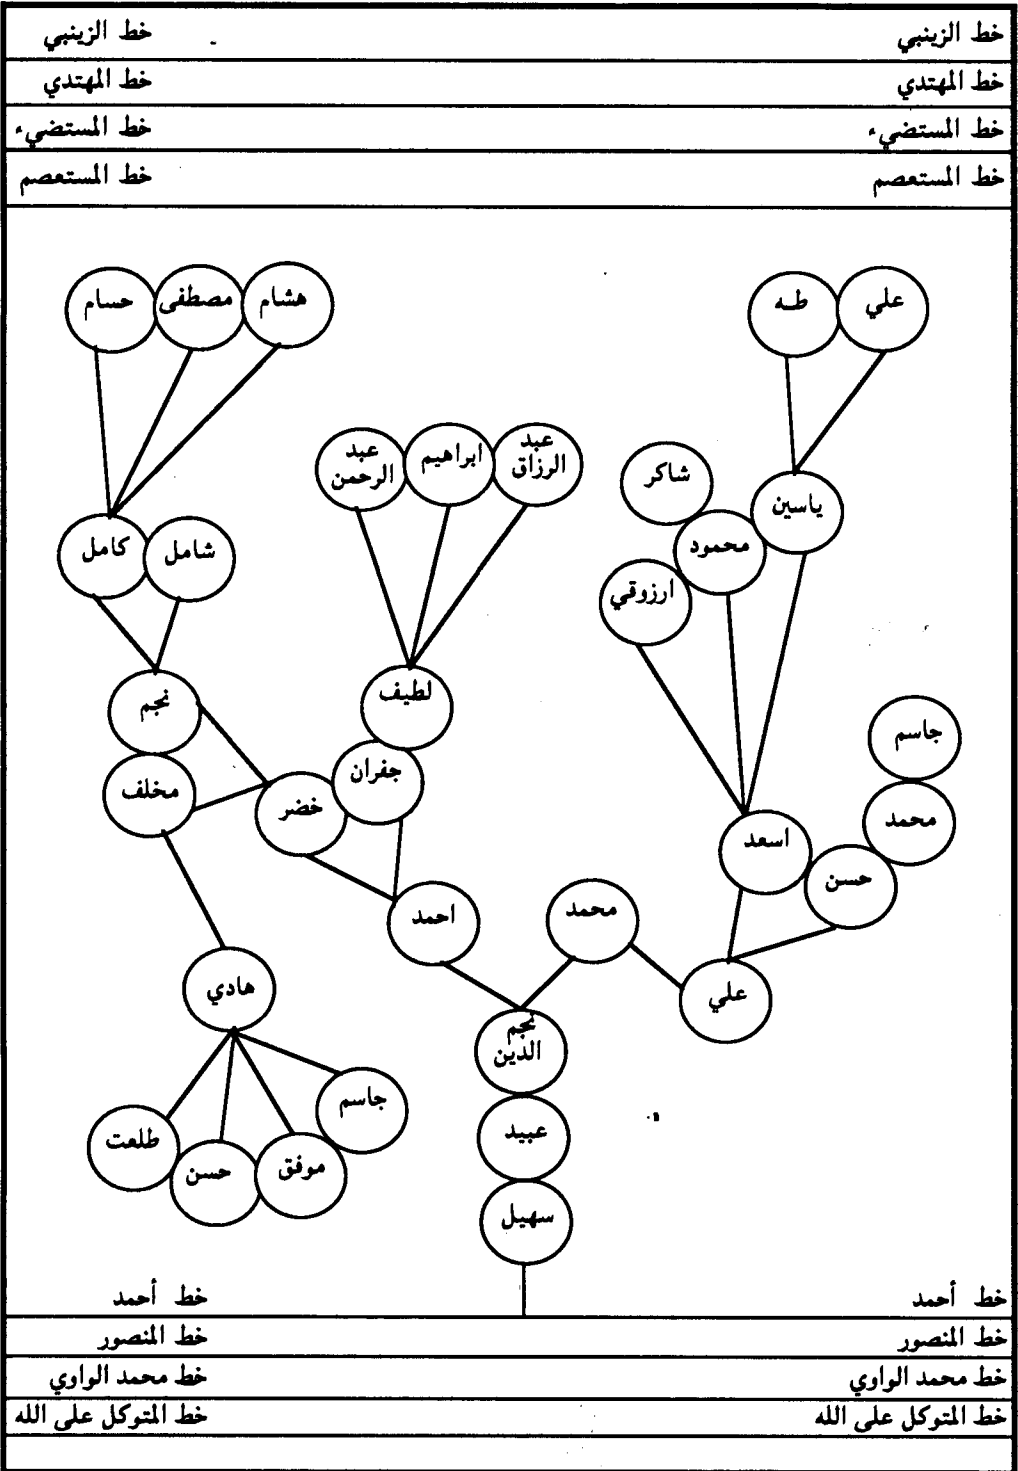 خط الزينبي خط الزينبي
خط المهتدي خط المهتدي
خط المستضيء خط المستضيء
خط المستعصم خط المستعصم
علي
طه
هشام
مصطفى
حسام
عبد
الرزاق
ابراهيم
عبد
الرحمن
شاكر
ياسين
محمود
ارزوقي
شامل
كامل
لطيف
نجم
جاسم
جفران
مخلف
خضر
محمد
اسعد
حسن
محمد
احمد
علي
هادي
نجم
الدين
جاسم
عبيد
طلعت
حسن
موفق
سهيل
خط أحمد خط أحمد
خط المنصور خط المنصور
خط محمد الواوي خط محمد الواوي
خط المتوكل على الله خط المتوكل على الله